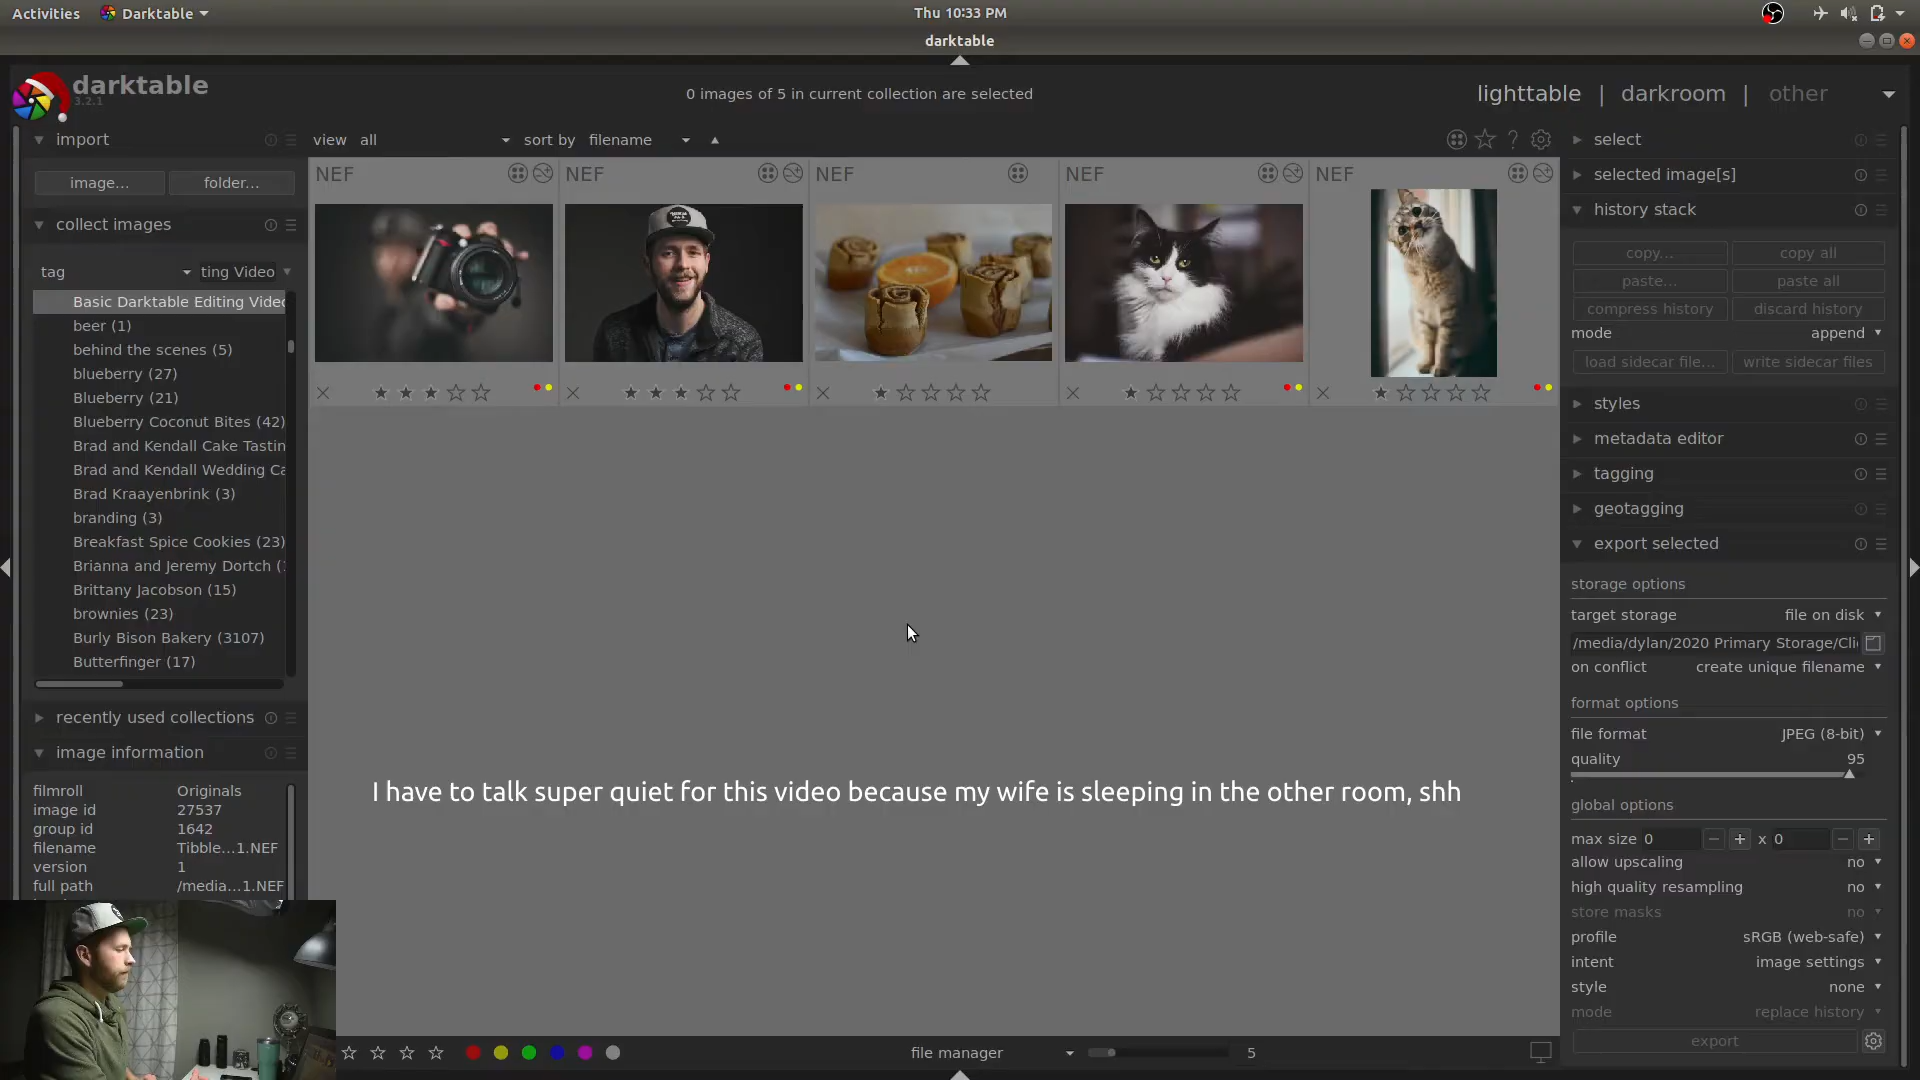 Activities Darktable Thu 10:33 PM
darktable
darktable
3.2.1
0 images of 5 in current collection are selected
lighttable | darkroom | other
import
view all sort by filename
select
image... folder...
NEF NEF NEF NEF NEF
selected image[s]
collect images
history stack
tag ting Video
copy... copy all
paste... paste all
compress history discard history
mode append
load sidecar file... write sidecar files
Basic Darktable Editing Video
beer (1)
behind the scenes (5)
blueberry (27)
Blueberry (21)
Blueberry Coconut Bites (42)
Brad and Kendall Cake Tastin
Brad and Kendall Wedding Ca
Brad Kraayenbrink (3)
branding (3)
Breakfast Spice Cookies (23)
Brianna and Jeremy Dortch (
Brittany Jacobson (15)
brownies (23)
Burly Bison Bakery (3107)
Butterfinger (17)
styles
metadata editor
tagging
geotagging
export selected
storage options
target storage file on disk
/media/dylan/2020 Primary Storage/Cli
on conflict create unique filename
format options
file format JPEG (8-bit)
quality 95
global options
max size 0 x 0
allow upscaling no
high quality resampling no
store masks no
profile sRGB (web-safe)
intent image settings
style none
mode replace history
export
recently used collections
image information
filmroll Originals
image id 27537
group id 1642
filename Tibble...1.NEF
version 1
full path /media...1.NEF
I have to talk super quiet for this video because my wife is sleeping in the other room, shh
file manager 5